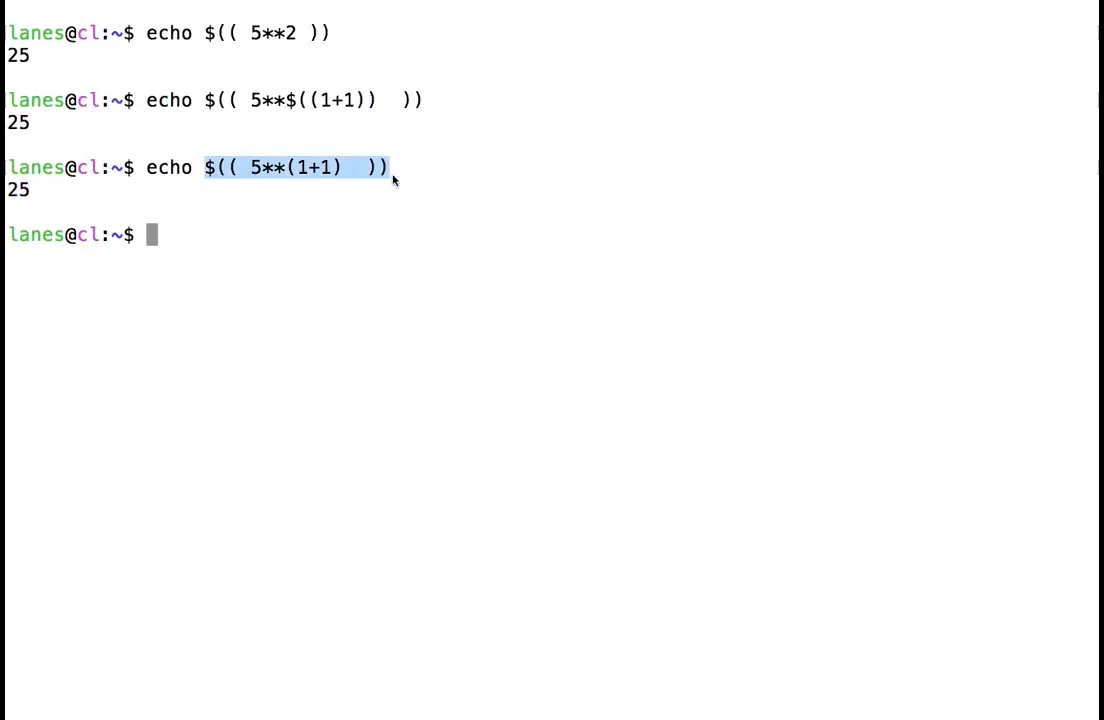 lanes@cl:~$ echo $(( 5**2 ))
25
lanes@cl:~$ echo $(( 5**$((1+1))  ))
25
lanes@cl:~$ echo $(( 5**(1+1)  ))
25
lanes@cl:~$